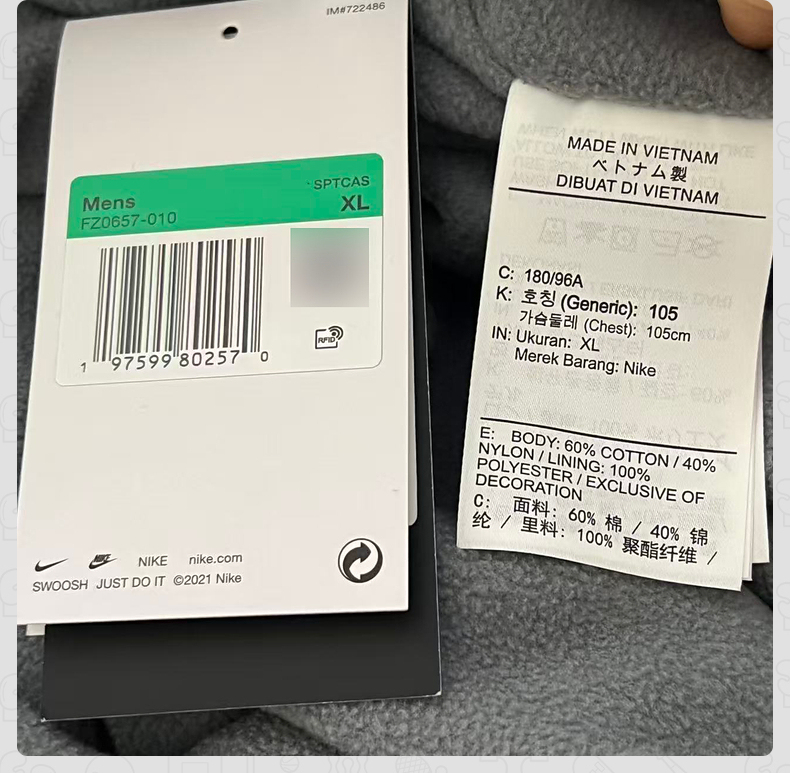 IM#722486
SPTCAS
Mens
XL
FZ0657-010
RFID
1 97599 80257 0
NIKE nike.com
SWOOSH JUST DO IT ©2021 Nike
MADE IN VIETNAM
ベトナム製
DIBUAT DI VIETNAM
C: 180/96A
K: 호칭 (Generic): 105
가슴둘레 (Chest): 105cm
IN: Ukuran: XL
Merek Barang: Nike
E: BODY: 60% COTTON / 40%
NYLON / LINING: 100%
POLYESTER / EXCLUSIVE OF
DECORATION
C: 面料: 60% 棉 / 40% 锦
纶 / 里料: 100% 聚酯纤维 /